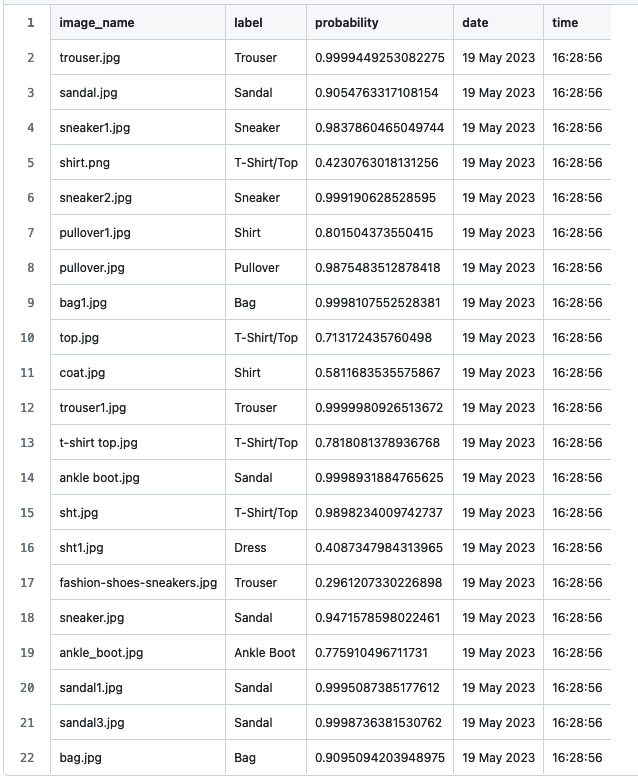 1 image_name label probability date time
2 trouser.jpg Trouser 0.9999449253082275 19 May 2023 16:28:56
3 sandal.jpg Sandal 0.9054763317108154 19 May 2023 16:28:56
4 sneaker1.jpg Sneaker 0.9837860465049744 19 May 2023 16:28:56
5 shirt.png T-Shirt/Top 0.4230763018131256 19 May 2023 16:28:56
6 sneaker2.jpg Sneaker 0.999190628528595 19 May 2023 16:28:56
7 pullover1.jpg Shirt 0.801504373550415 19 May 2023 16:28:56
8 pullover.jpg Pullover 0.9875483512878418 19 May 2023 16:28:56
9 bag1.jpg Bag 0.9998107552528381 19 May 2023 16:28:56
10 top.jpg T-Shirt/Top 0.713172435760498 19 May 2023 16:28:56
11 coat.jpg Shirt 0.5811683535575867 19 May 2023 16:28:56
12 trouser1.jpg Trouser 0.9999980926513672 19 May 2023 16:28:56
13 t-shirt top.jpg T-Shirt/Top 0.7818081378936768 19 May 2023 16:28:56
14 ankle boot.jpg Sandal 0.9998931884765625 19 May 2023 16:28:56
15 sht.jpg T-Shirt/Top 0.9898234009742737 19 May 2023 16:28:56
16 sht1.jpg Dress 0.4087347984313965 19 May 2023 16:28:56
17 fashion-shoes-sneakers.jpg Trouser 0.2961207330226898 19 May 2023 16:28:56
18 sneaker.jpg Sandal 0.9471578598022461 19 May 2023 16:28:56
19 ankle_boot.jpg Ankle Boot 0.775910496711731 19 May 2023 16:28:56
20 sandal1.jpg Sandal 0.9995087385177612 19 May 2023 16:28:56
21 sandal3.jpg Sandal 0.9998736381530762 19 May 2023 16:28:56
22 bag.jpg Bag 0.9095094203948975 19 May 2023 16:28:56